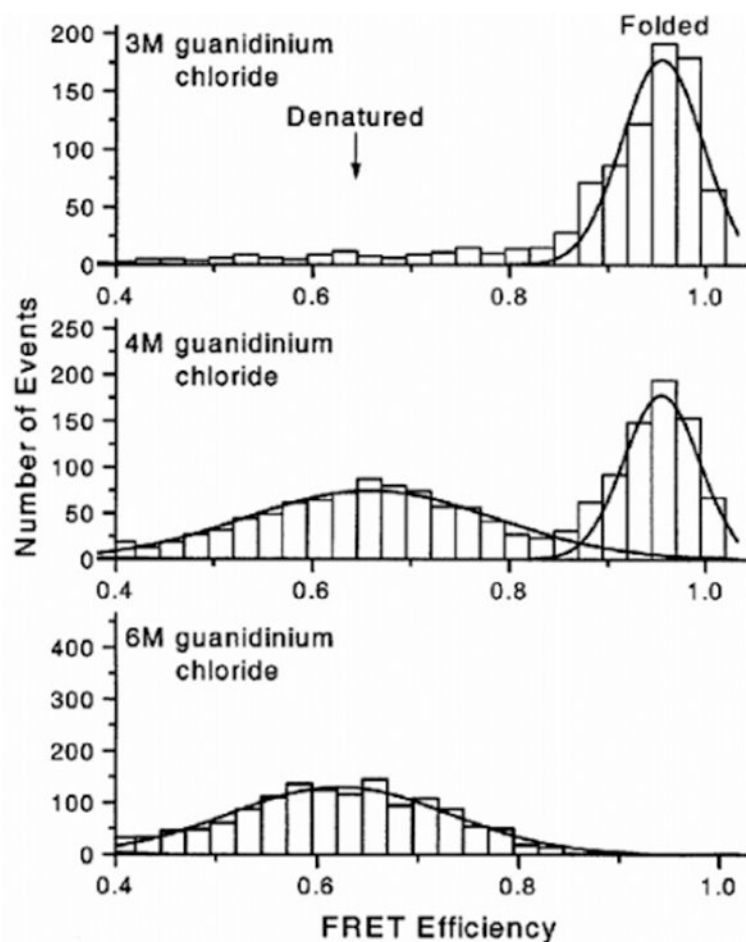 3M guanidinium
chloride
Folded
Denatured
200
150
100
50
0
0.4 0.6 0.8 1.0
4M guanidinium
chloride
250
200
150
100
50
0
0.4 0.6 0.8 1.0
6M guanidinium
chloride
400
300
200
100
0
0.4 0.6 0.8 1.0
Number of Events
FRET Efficiency